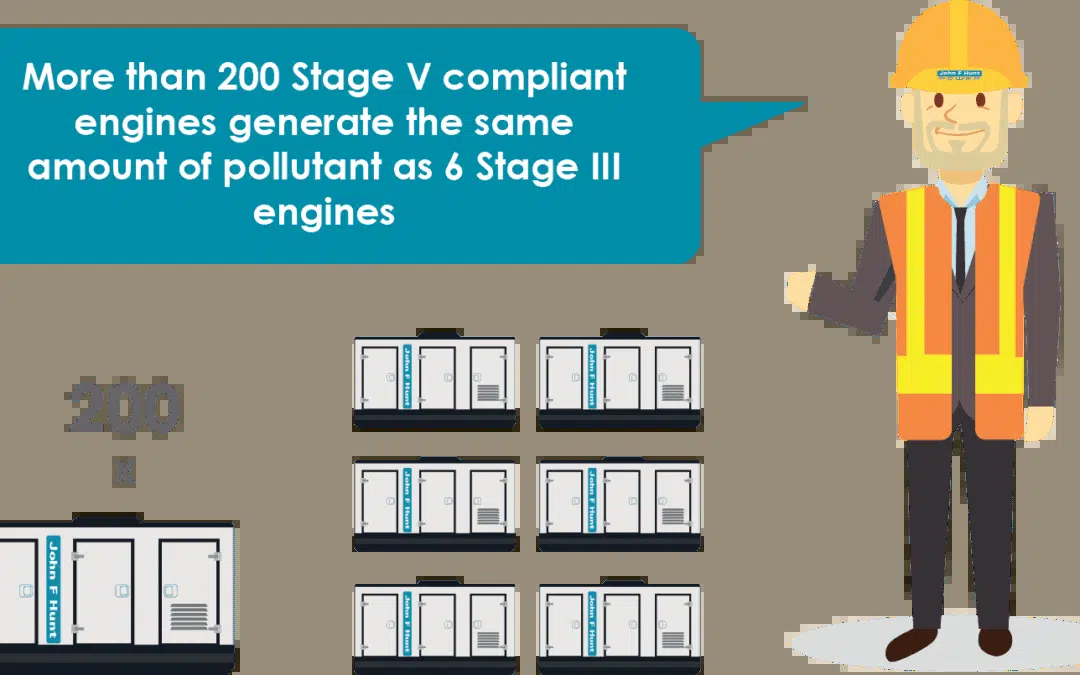 More than 200 Stage V compliant
engines generate the same
amount of pollutant as 6 Stage III
engines
John F Hunt
POWER
200
x
John F Hunt
John F Hunt
John F Hunt
John F Hunt
John F Hunt
John F Hunt
John F Hunt